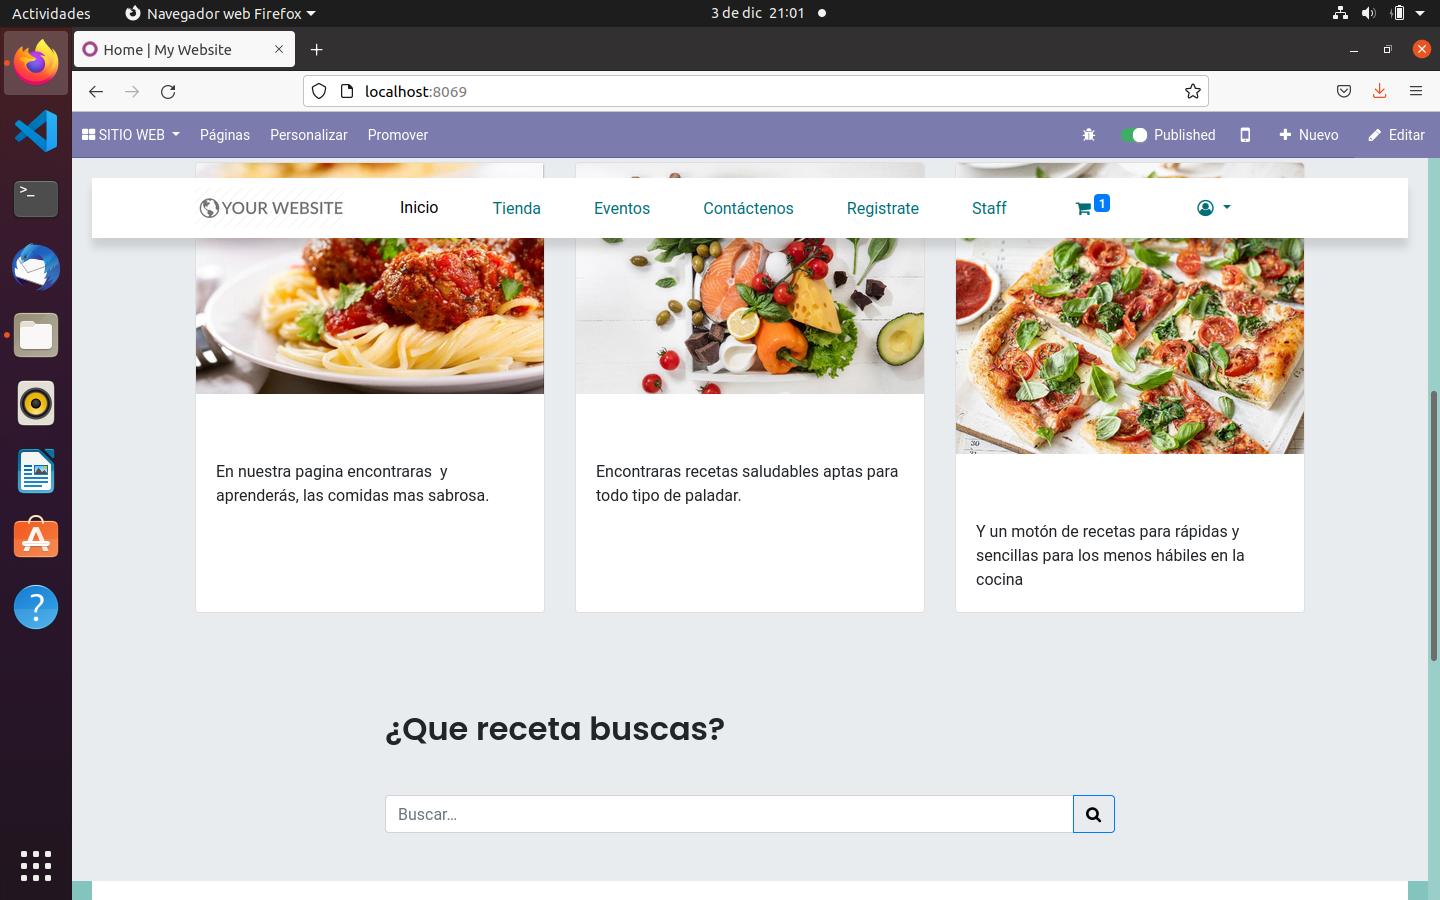 Actividades
Navegador web Firefox
3 de dic 21:01
Home | My Website
localhost:8069
SITIO WEB
Páginas
Personalizar
Promover
Published
Nuevo
Editar
YOUR WEBSITE
Inicio
Tienda
Eventos
Contáctenos
Registrate
Staff
1
En nuestra pagina encontraras  y
aprenderás, las comidas mas sabrosa.
Encontraras recetas saludables aptas para
todo tipo de paladar.
Y un motón de recetas para rápidas y
sencillas para los menos hábiles en la
cocina
¿Que receta buscas?
Buscar...